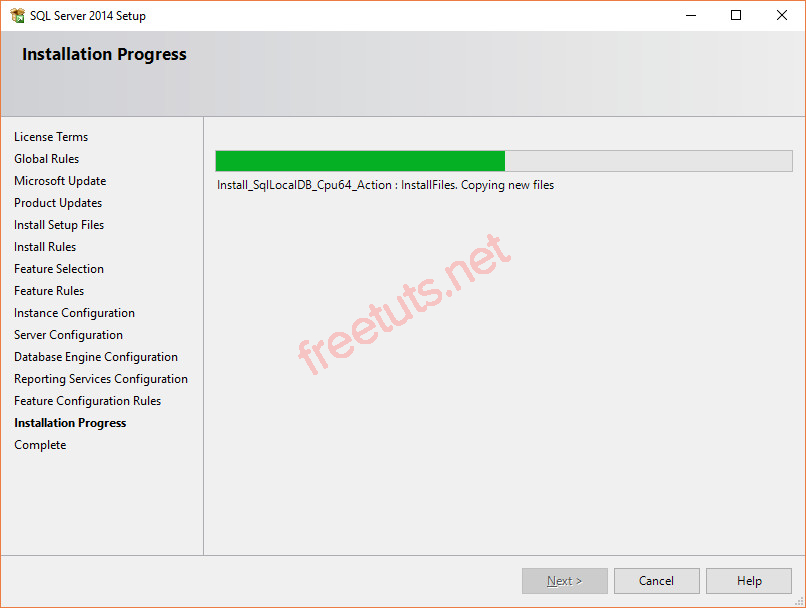 SQL Server 2014 Setup
Installation Progress
License Terms
Global Rules
Microsoft Update
Product Updates
Install Setup Files
Install Rules
Feature Selection
Feature Rules
Instance Configuration
Server Configuration
Database Engine Configuration
Reporting Services Configuration
Feature Configuration Rules
Installation Progress
Complete
Install_SqlLocalDB_Cpu64_Action : InstallFiles. Copying new files
freetuts.net
Next >
Cancel
Help